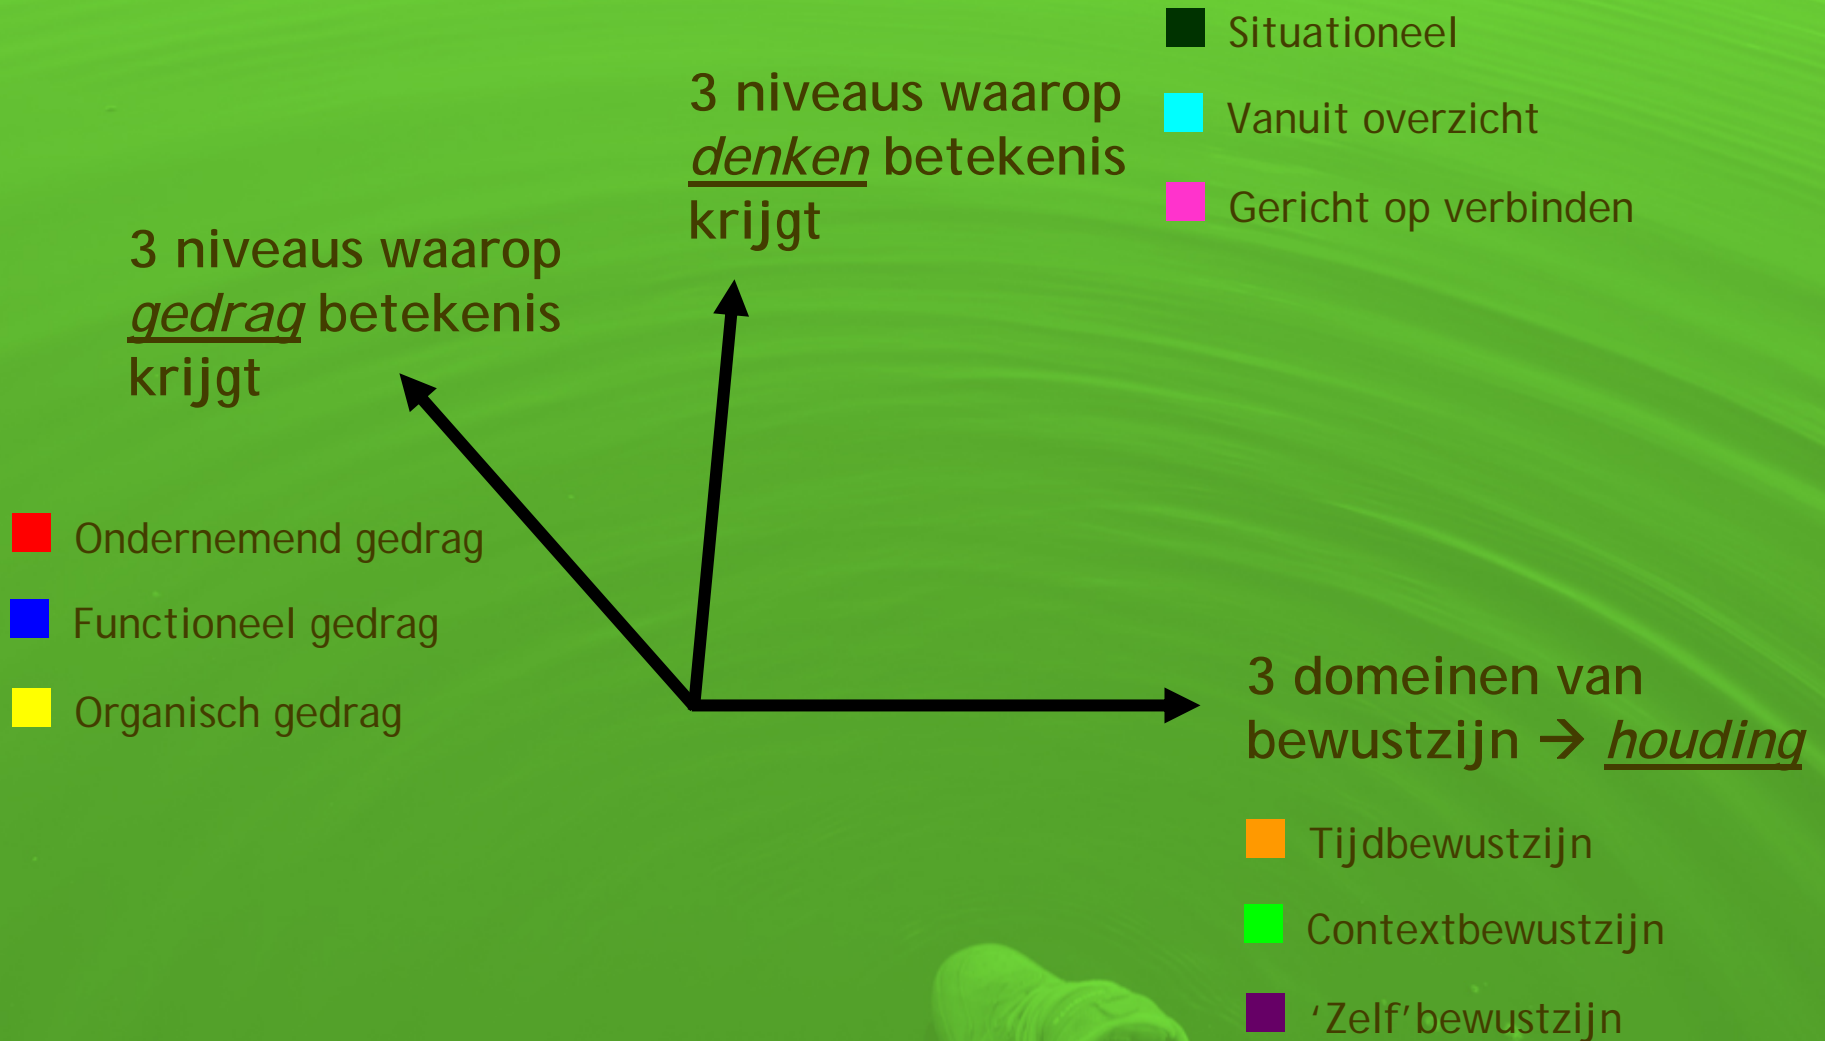 3 niveaus waarop
denken betekenis
krijgt
Situationeel
Vanuit overzicht
Gericht op verbinden
3 niveaus waarop
gedrag betekenis
krijgt
Ondernemend gedrag
Functioneel gedrag
Organisch gedrag
3 domeinen van
bewustzijn → houding
Tijdbewustzijn
Contextbewustzijn
‘Zelf’bewustzijn